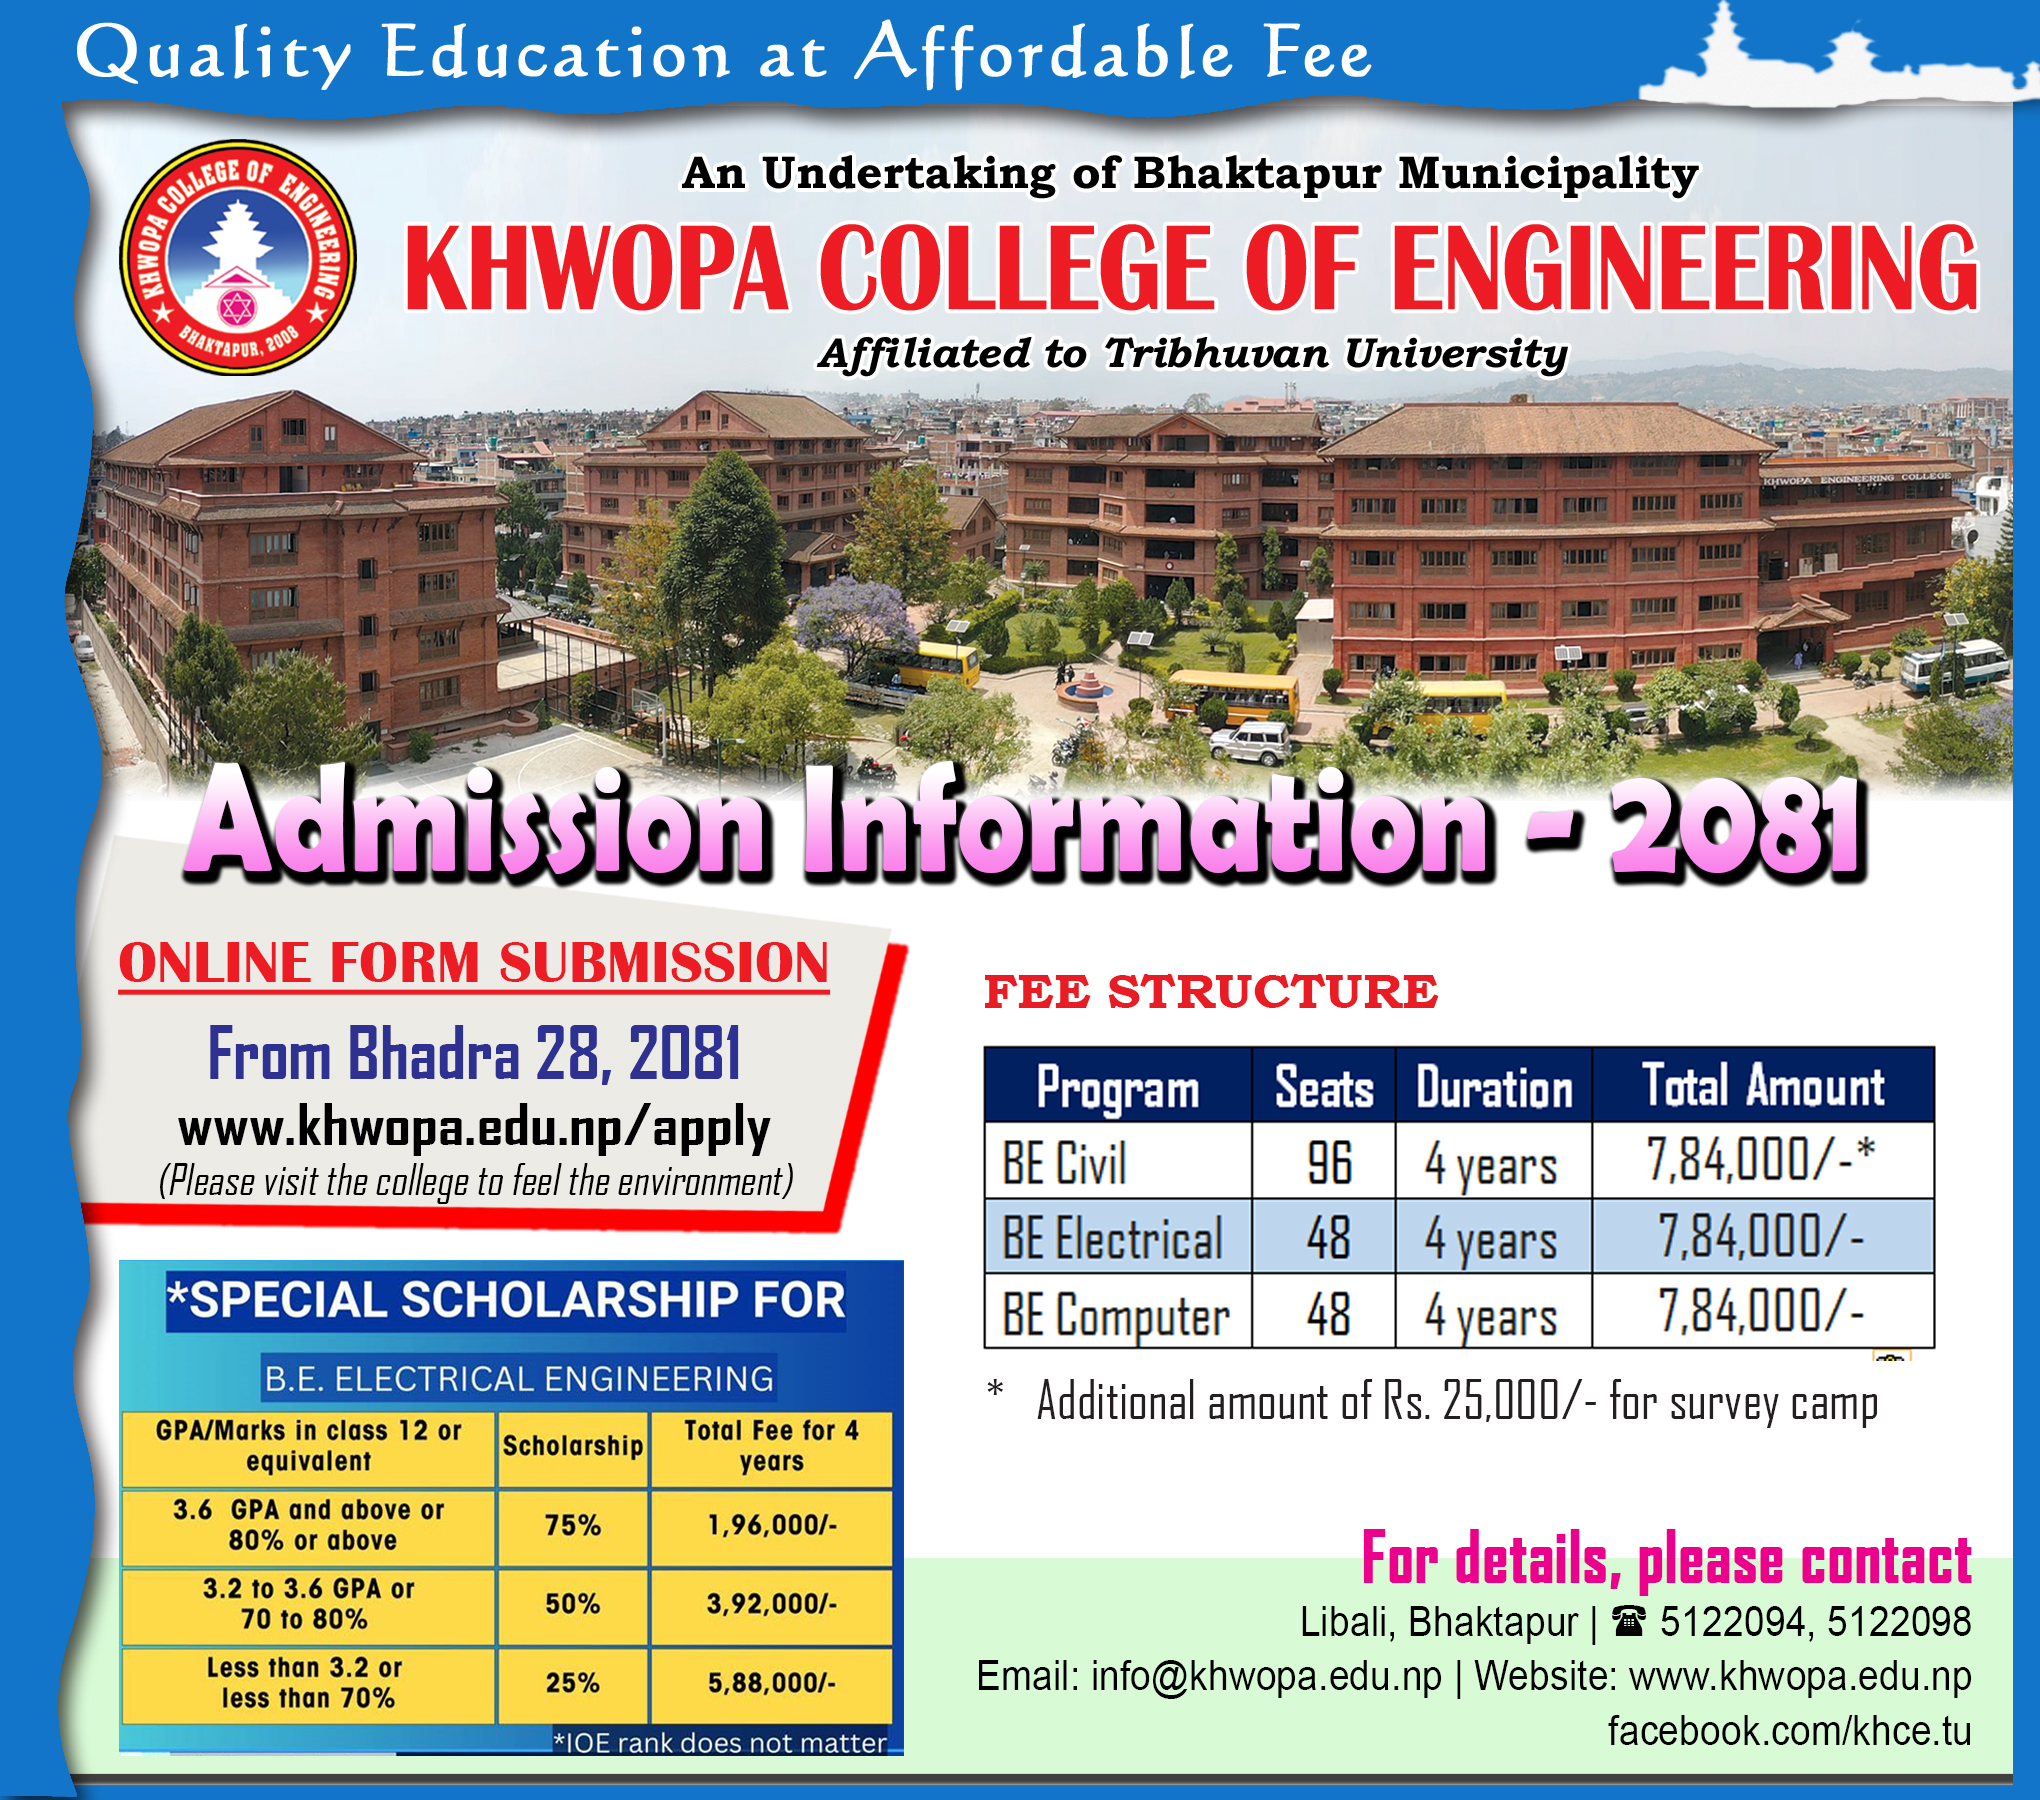 Quality Education at Affordable Fee
KHWOPA COLLEGE OF ENGINEERING
BHAKTAPUR, 2008
An Undertaking of Bhaktapur Municipality
KHWOPA COLLEGE OF ENGINEERING
Affiliated to Tribhuvan University
KHWOPA ENGINEERING COLLEGE
Admission Information - 2081
ONLINE FORM SUBMISSION
From Bhadra 28, 2081
www.khwopa.edu.np/apply
(Please visit the college to feel the environment)
*SPECIAL SCHOLARSHIP FOR
B.E. ELECTRICAL ENGINEERING
GPA/Marks in class 12 or equivalent Scholarship Total Fee for 4 years
3.6 GPA and above or 80% or above 75% 1,96,000/-
3.2 to 3.6 GPA or 70 to 80% 50% 3,92,000/-
Less than 3.2 or less than 70% 25% 5,88,000/-
*IOE rank does not matter
FEE STRUCTURE
Program Seats Duration Total Amount
BE Civil 96 4 years 7,84,000/-*
BE Electrical 48 4 years 7,84,000/-
BE Computer 48 4 years 7,84,000/-
* Additional amount of Rs. 25,000/- for survey camp
For details, please contact
Libali, Bhaktapur | ☎ 5122094, 5122098
Email: info@khwopa.edu.np | Website: www.khwopa.edu.np
facebook.com/khce.tu